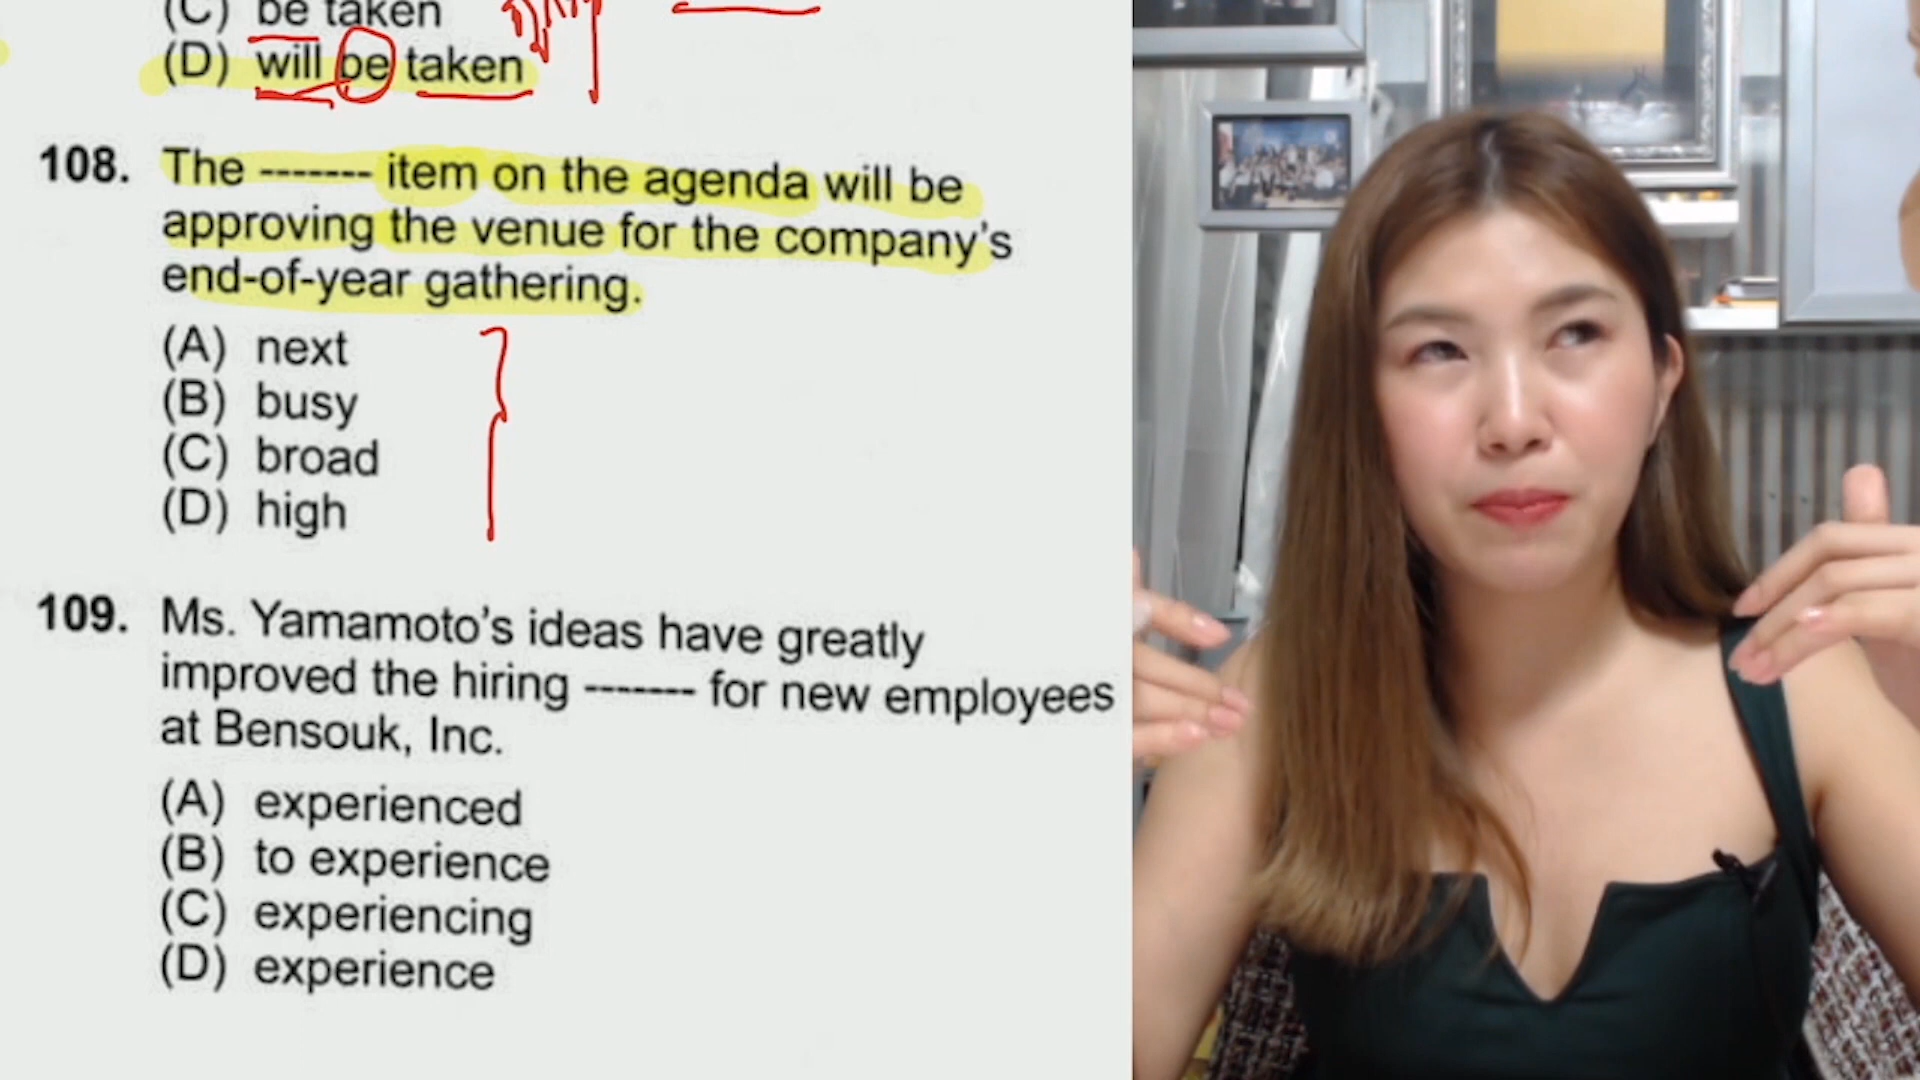 (C) be taken
(D) will be taken
108. The ------- item on the agenda will be
approving the venue for the company's
end-of-year gathering.
(A) next
(B) busy
(C) broad
(D) high
109. Ms. Yamamoto's ideas have greatly
improved the hiring ------- for new employees
at Bensouk, Inc.
(A) experienced
(B) to experience
(C) experiencing
(D) experience